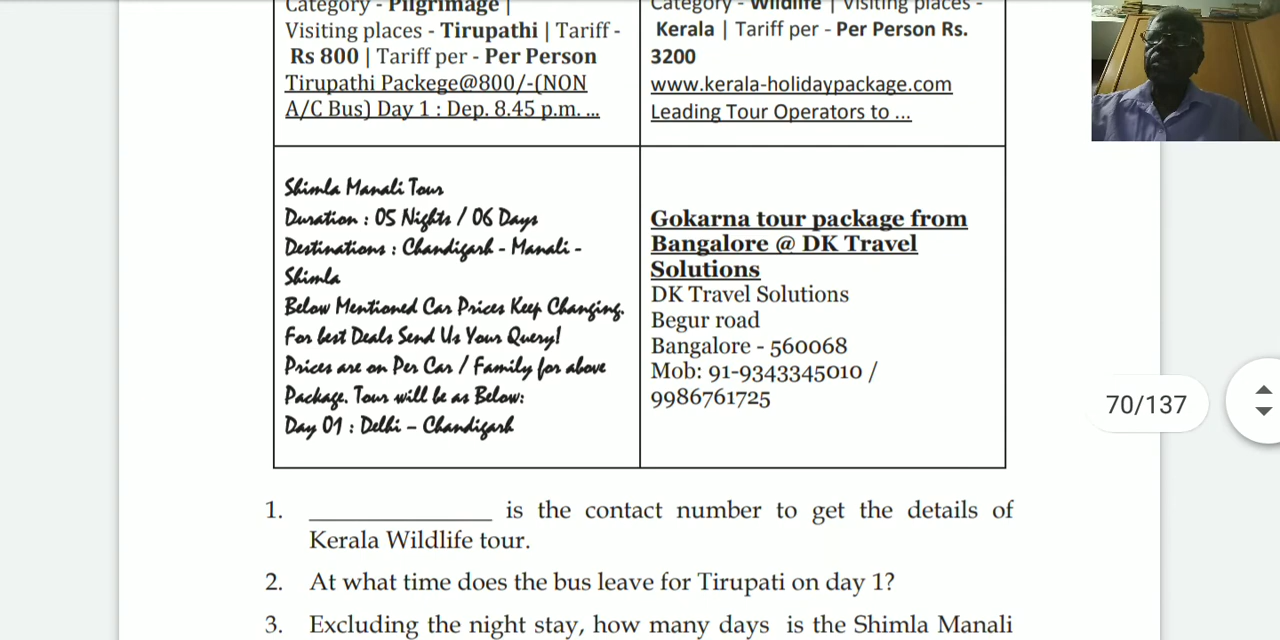 Category - Pilgrimage |
Visiting places - Tirupathi | Tariff -
Rs 800 | Tariff per - Per Person
Tirupathi Packege@800/-(NON
A/C Bus) Day 1 : Dep. 8.45 p.m. ...
Category - Wildlife | Visiting places -
Kerala | Tariff per - Per Person Rs.
3200
www.kerala-holidaypackage.com
Leading Tour Operators to ...
Shimla Manali Tour
Duration : 05 Nights / 06 Days
Destinations : Chandigarh - Manali -
Shimla
Below Mentioned Car Prices Keep Changing.
For best Deals Send Us Your Query!
Prices are on Per Car / Family for above
Package. Tour will be as Below:
Day 01 : Delhi - Chandigarh
Gokarna tour package from
Bangalore @ DK Travel
Solutions
DK Travel Solutions
Begur road
Bangalore - 560068
Mob: 91-9343345010 /
9986761725
70/137
1. ______________ is the contact number to get the details of
Kerala Wildlife tour.
2. At what time does the bus leave for Tirupati on day 1?
3. Excluding the night stay, how many days is the Shimla Manali